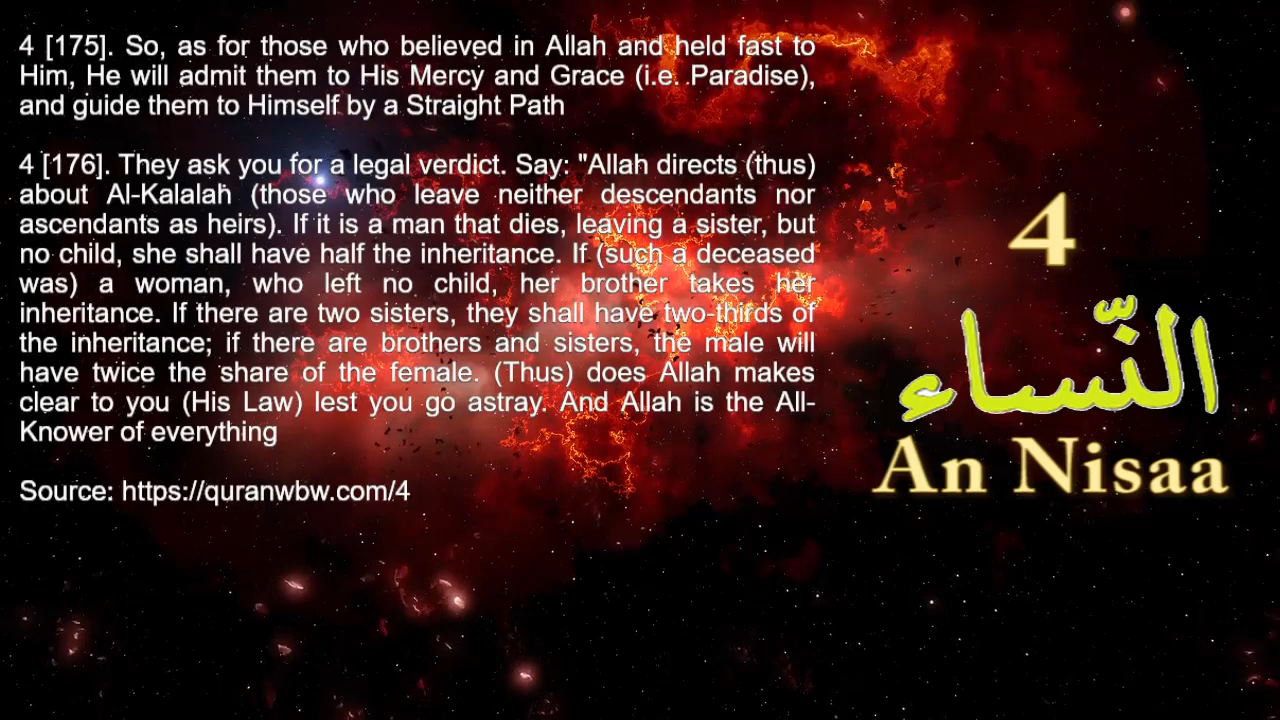 4 [175]. So, as for those who believed in Allah and held fast to
Him, He will admit them to His Mercy and Grace (i.e. Paradise),
and guide them to Himself by a Straight Path
4 [176]. They ask you for a legal verdict. Say: "Allah directs (thus)
about Al-Kalalah (those who leave neither descendants nor
ascendants as heirs). If it is a man that dies, leaving a sister, but
no child, she shall have half the inheritance. If (such a deceased
was) a woman, who left no child, her brother takes her
inheritance. If there are two sisters, they shall have two-thirds of
the inheritance; if there are brothers and sisters, the male will
have twice the share of the female. (Thus) does Allah makes
clear to you (His Law) lest you go astray. And Allah is the All-
Knower of everything
Source: https://quranwbw.com/4
4
النّساء
An Nisaa